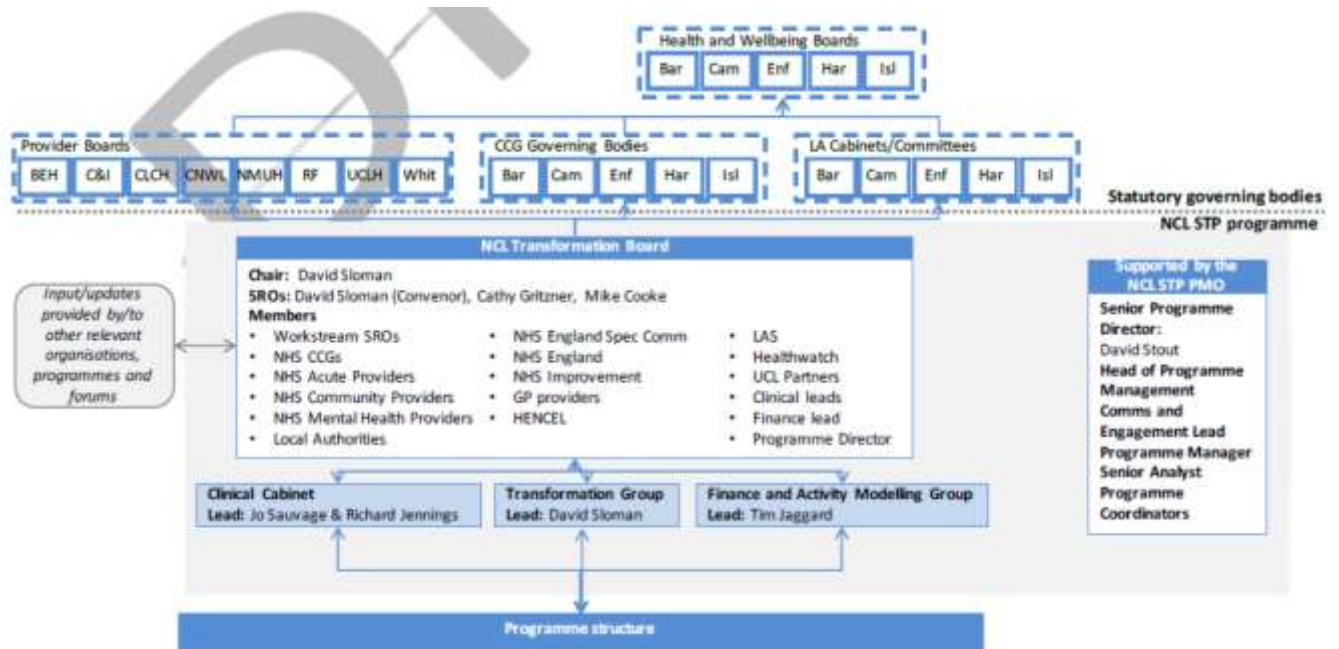 Health and Wellbeing Boards
Bar Cam Enf Har Isl
Provider Boards
BEH C&I CLCH CNWL NMUH RF UCLH Whit
CCG Governing Bodies
Bar Cam Enf Har Isl
LA Cabinets/Committees
Bar Cam Enf Har Isl
Statutory governing bodies
NCL STP programme
Input/updates
provided by/to
other relevant
organisations,
programmes and
forums
NCL Transformation Board
Chair: David Sloman
SROs: David Sloman (Convenor), Cathy Gritzner, Mike Cooke
Members
• Workstream SROs
• NHS CCGs
• NHS Acute Providers
• NHS Community Providers
• NHS Mental Health Providers
• Local Authorities
• NHS England Spec Comm
• NHS England
• NHS Improvement
• GP providers
• HENCEL
• LAS
• Healthwatch
• UCL Partners
• Clinical leads
• Finance lead
• Programme Director
Supported by the
NCL STP PMO
Senior Programme
Director:
David Stout
Head of Programme
Management
Comms and
Engagement Lead
Programme Manager
Senior Analyst
Programme
Coordinators
Clinical Cabinet
Lead: Jo Sauvage & Richard Jennings
Transformation Group
Lead: David Sloman
Finance and Activity Modelling Group
Lead: Tim Jaggard
Programme structure